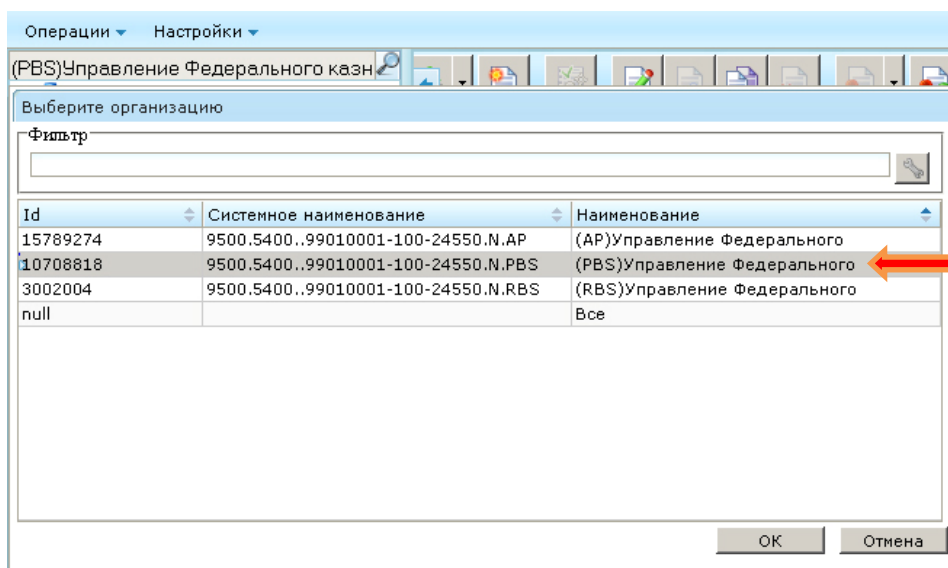 Операции Настройки
(PBS)Управление Федерального казн
Выберите организацию
Фильтр
Id Системное наименование Наименование
15789274 9500.5400..99010001-100-24550.N.AP (AP)Управление Федерального
10708818 9500.5400..99010001-100-24550.N.PBS (PBS)Управление Федерального
3002004 9500.5400..99010001-100-24550.N.RBS (RBS)Управление Федерального
null Все
ОК Отмена